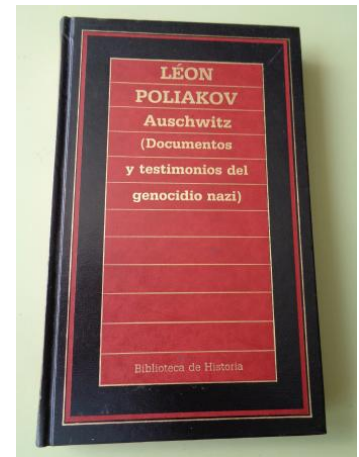 LÉON
POLIAKOV
Auschwitz
(Documentos
y testimonios del
genocidio nazi)
Biblioteca de Historia